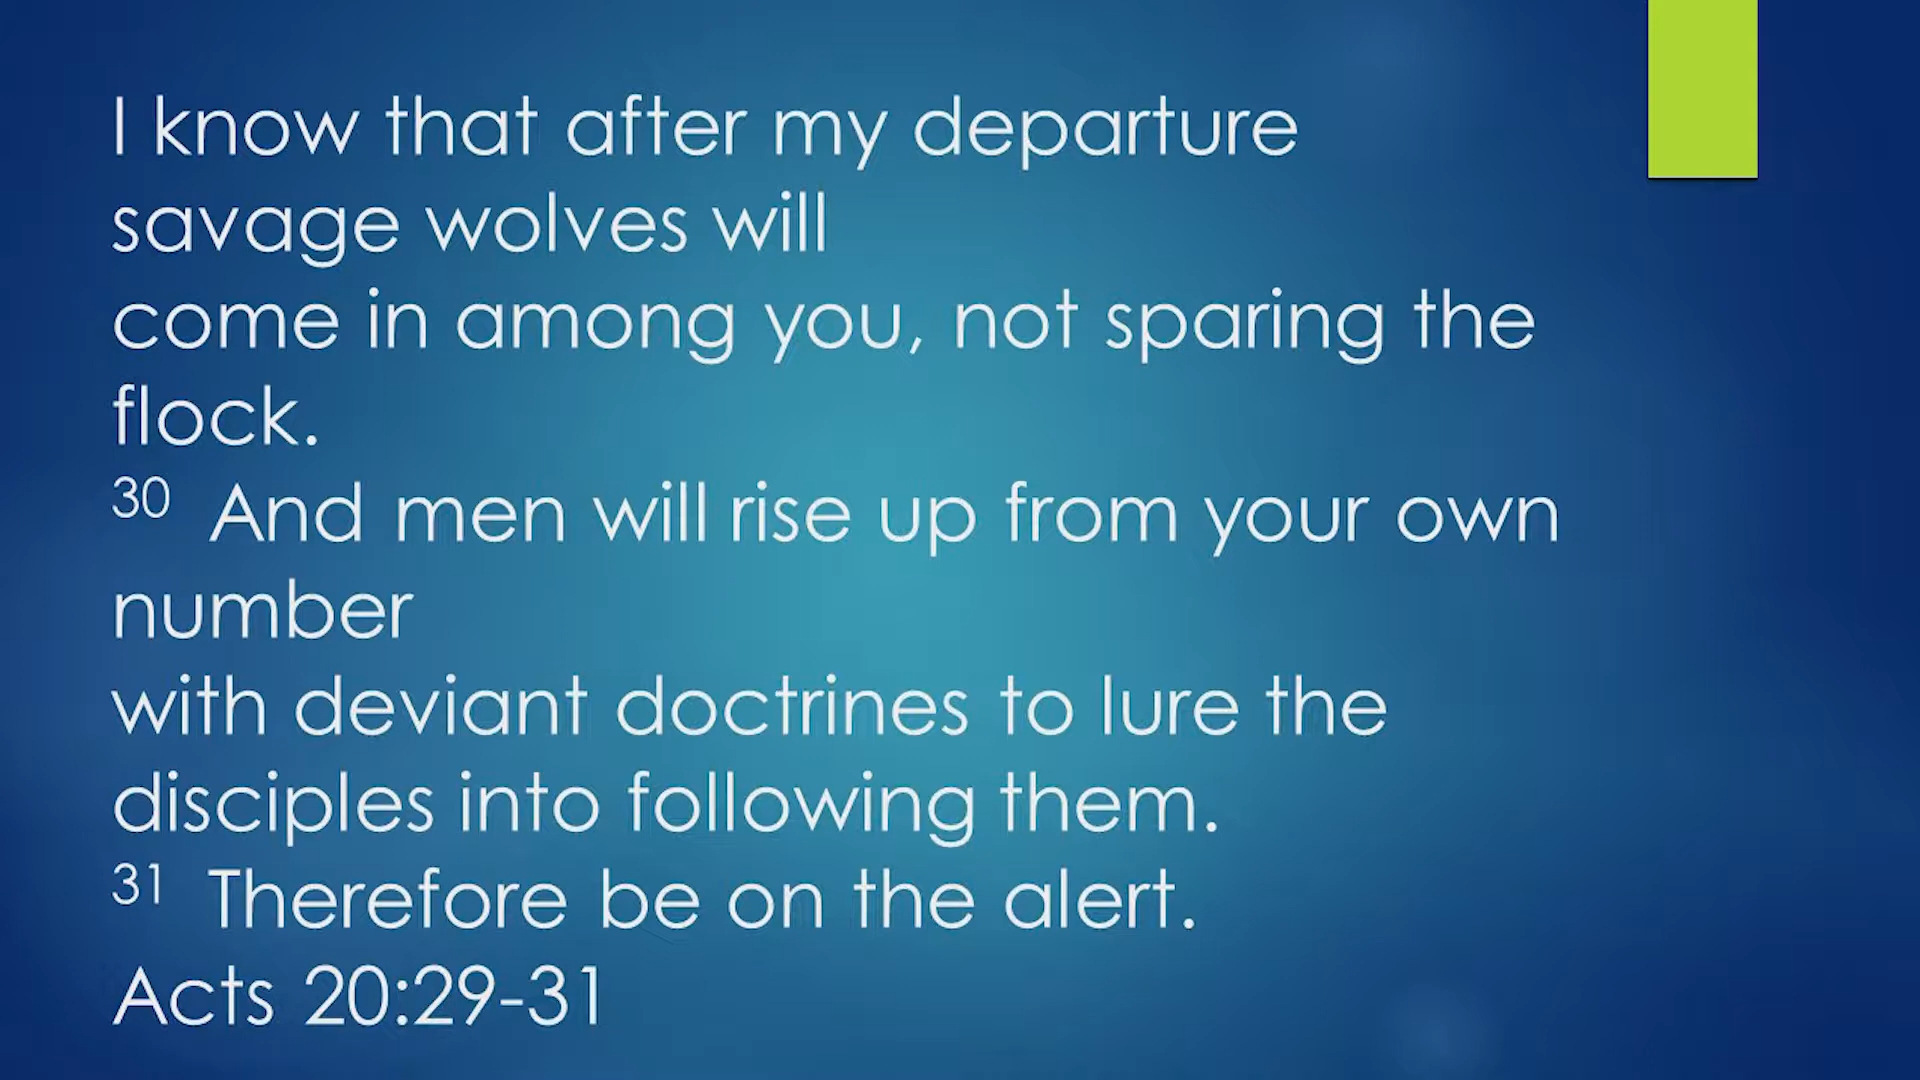 I know that after my departure
savage wolves will
come in among you, not sparing the
flock.
30 And men will rise up from your own
number
with deviant doctrines to lure the
disciples into following them.
31 Therefore be on the alert.
Acts 20:29-31